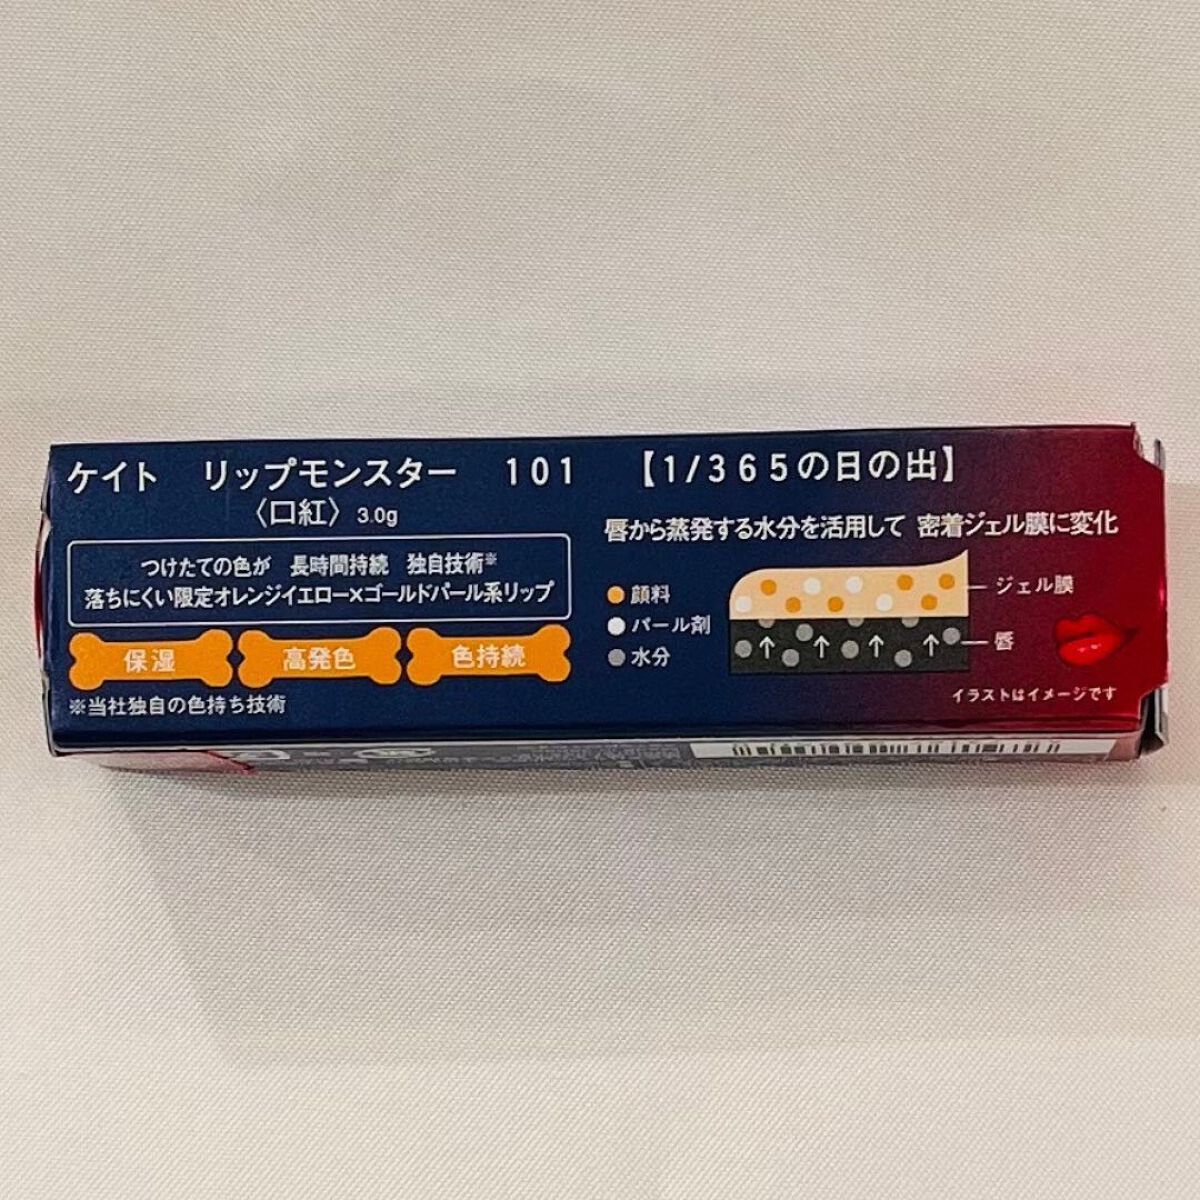 ケイト　リップモンスター　101　【1/365の日の出】
〈口紅〉3.0g
つけたての色が　長時間持続　独自技術※
落ちにくい限定オレンジイエロー×ゴールドパール系リップ
保湿　高発色　色持続
※当社独自の色持ち技術
唇から蒸発する水分を活用して　密着ジェル膜に変化
顔料
パール剤
水分
ジェル膜
唇
イラストはイメージです